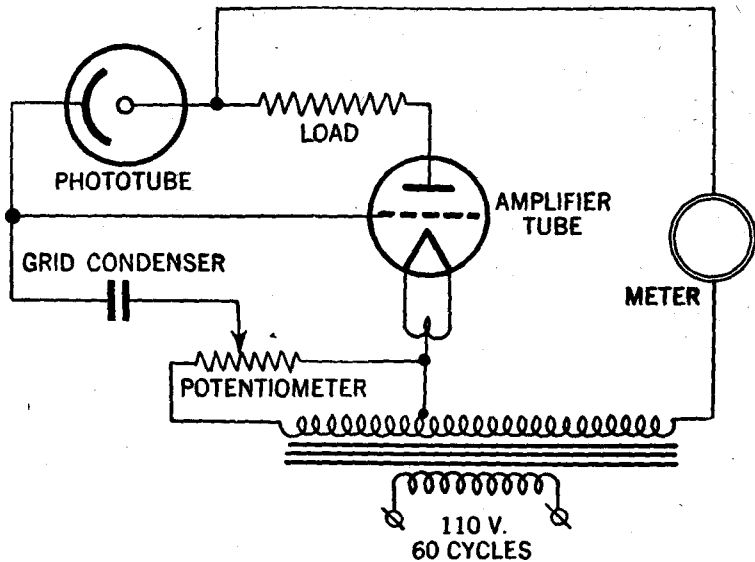 PHOTOTUBE
LOAD
AMPLIFIER
TUBE
GRID CONDENSER
METER
POTENTIOMETER
110 V.
60 CYCLES